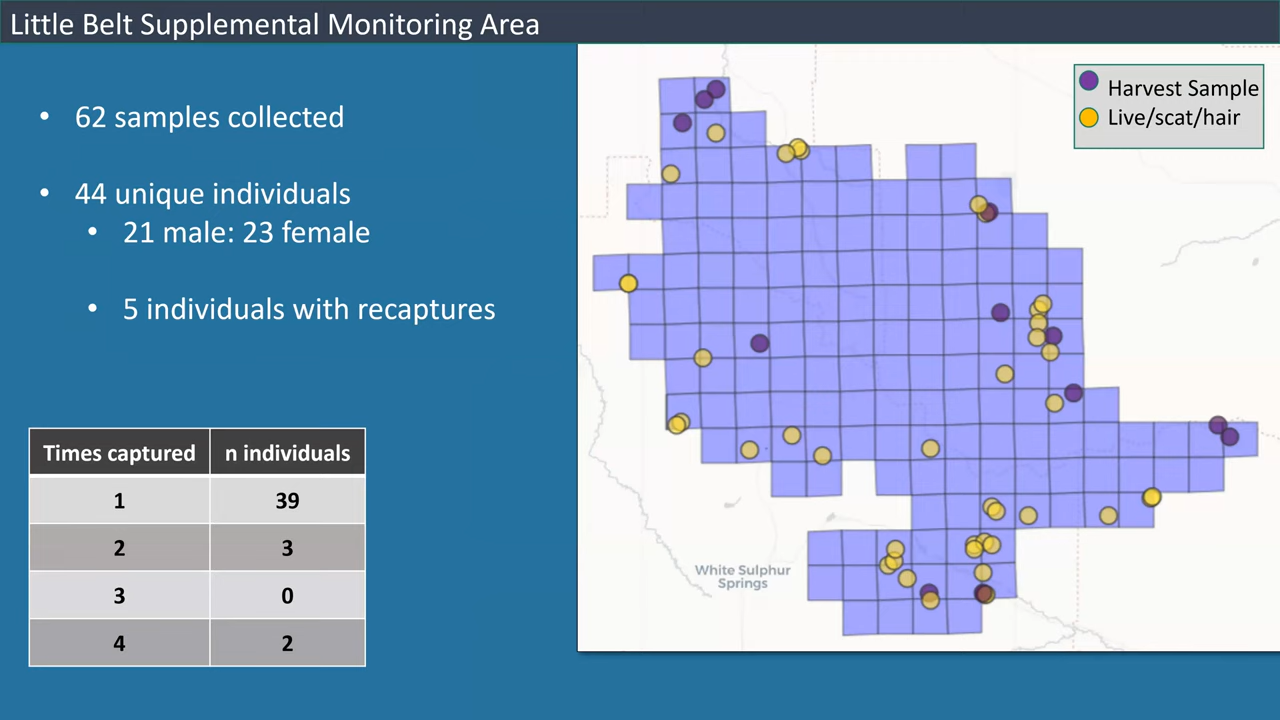 Little Belt Supplemental Monitoring Area
• 62 samples collected
• 44 unique individuals
• 21 male: 23 female
• 5 individuals with recaptures
Times captured n individuals
1 39
2 3
3 0
4 2
Harvest Sample
Live/scat/hair
White Sulphur
Springs